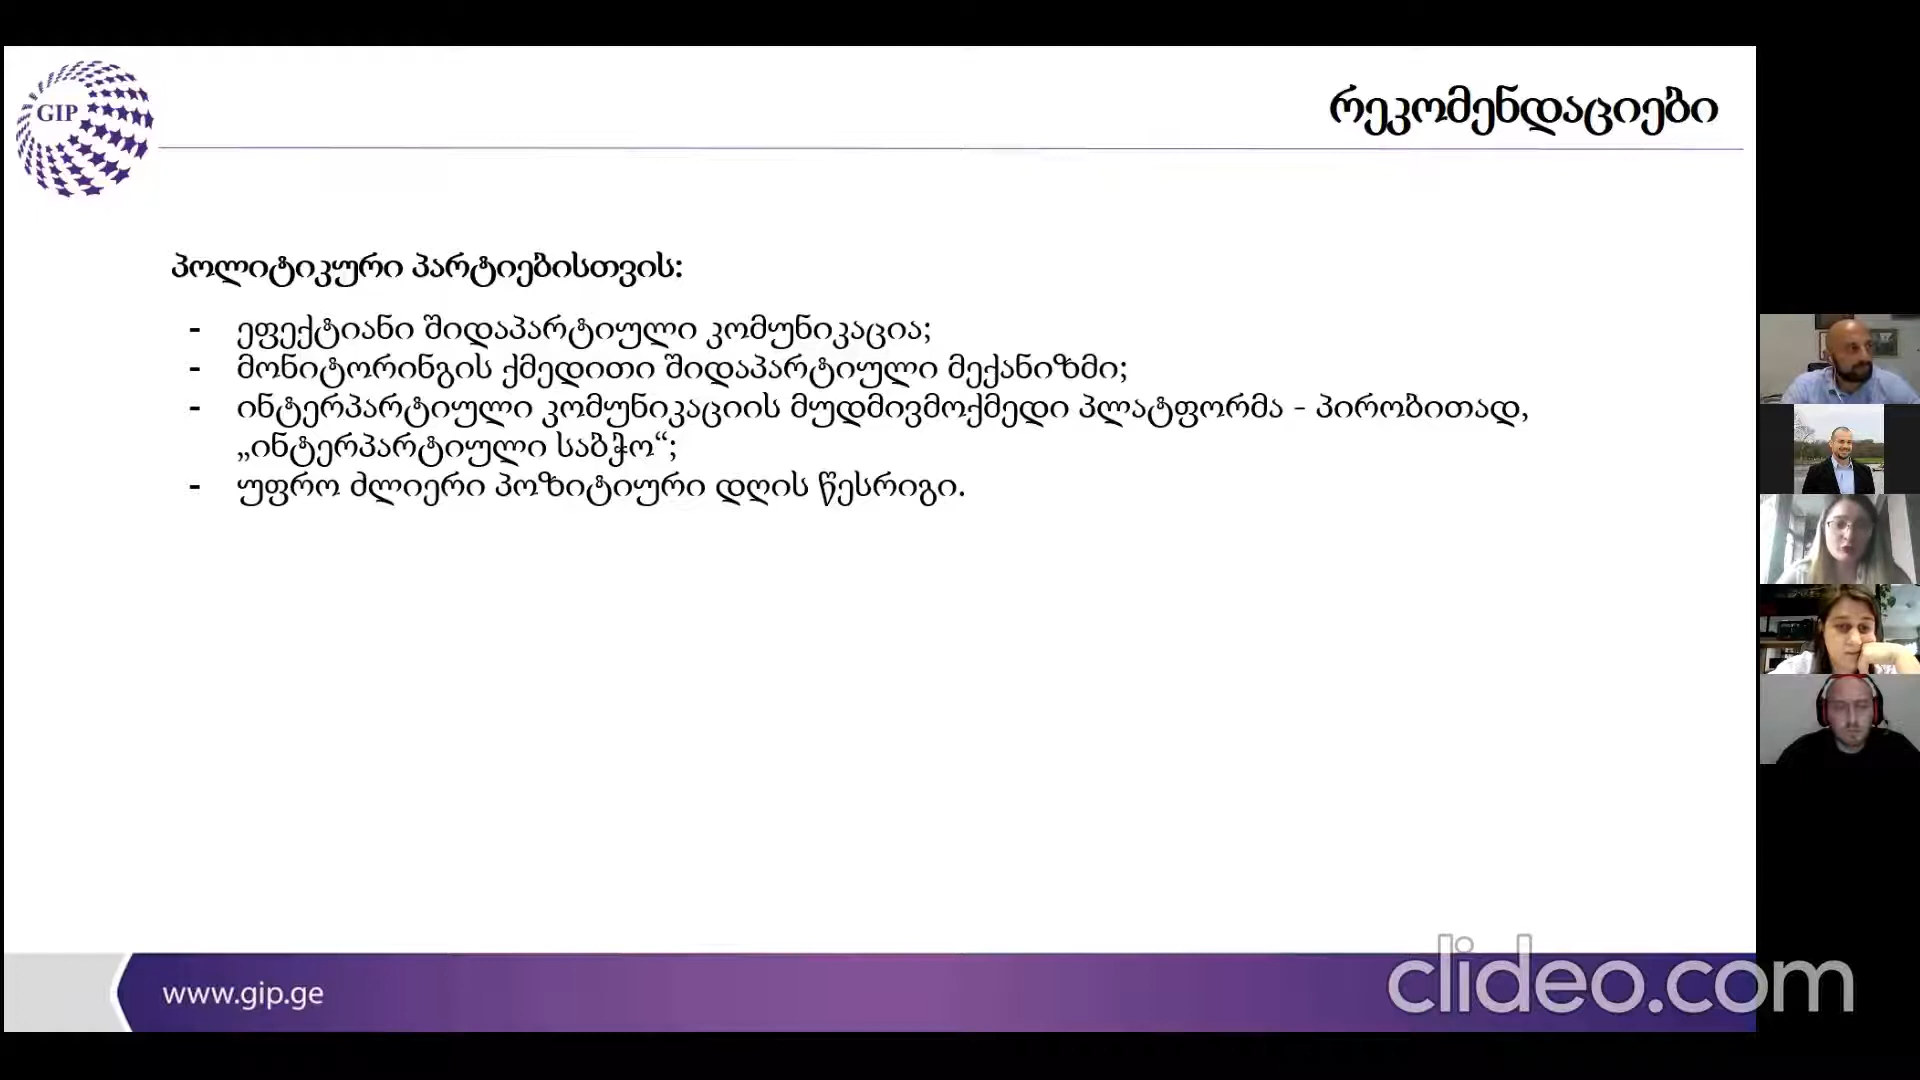 GIP
რეკომენდაციები
პოლიტიკური პარტიებისთვის:
- ეფექტიანი შიდაპარტიული კომუნიკაცია;
- მონიტორინგის ქმედითი შიდაპარტიული მექანიზმი;
- ინტერპარტიული კომუნიკაციის მუდმივმოქმედი პლატფორმა - პირობითად,
„ინტერპარტიული საბჭო“;
- უფრო ძლიერი პოზიტიური დღის წესრიგი.
www.gip.ge
clideo.com